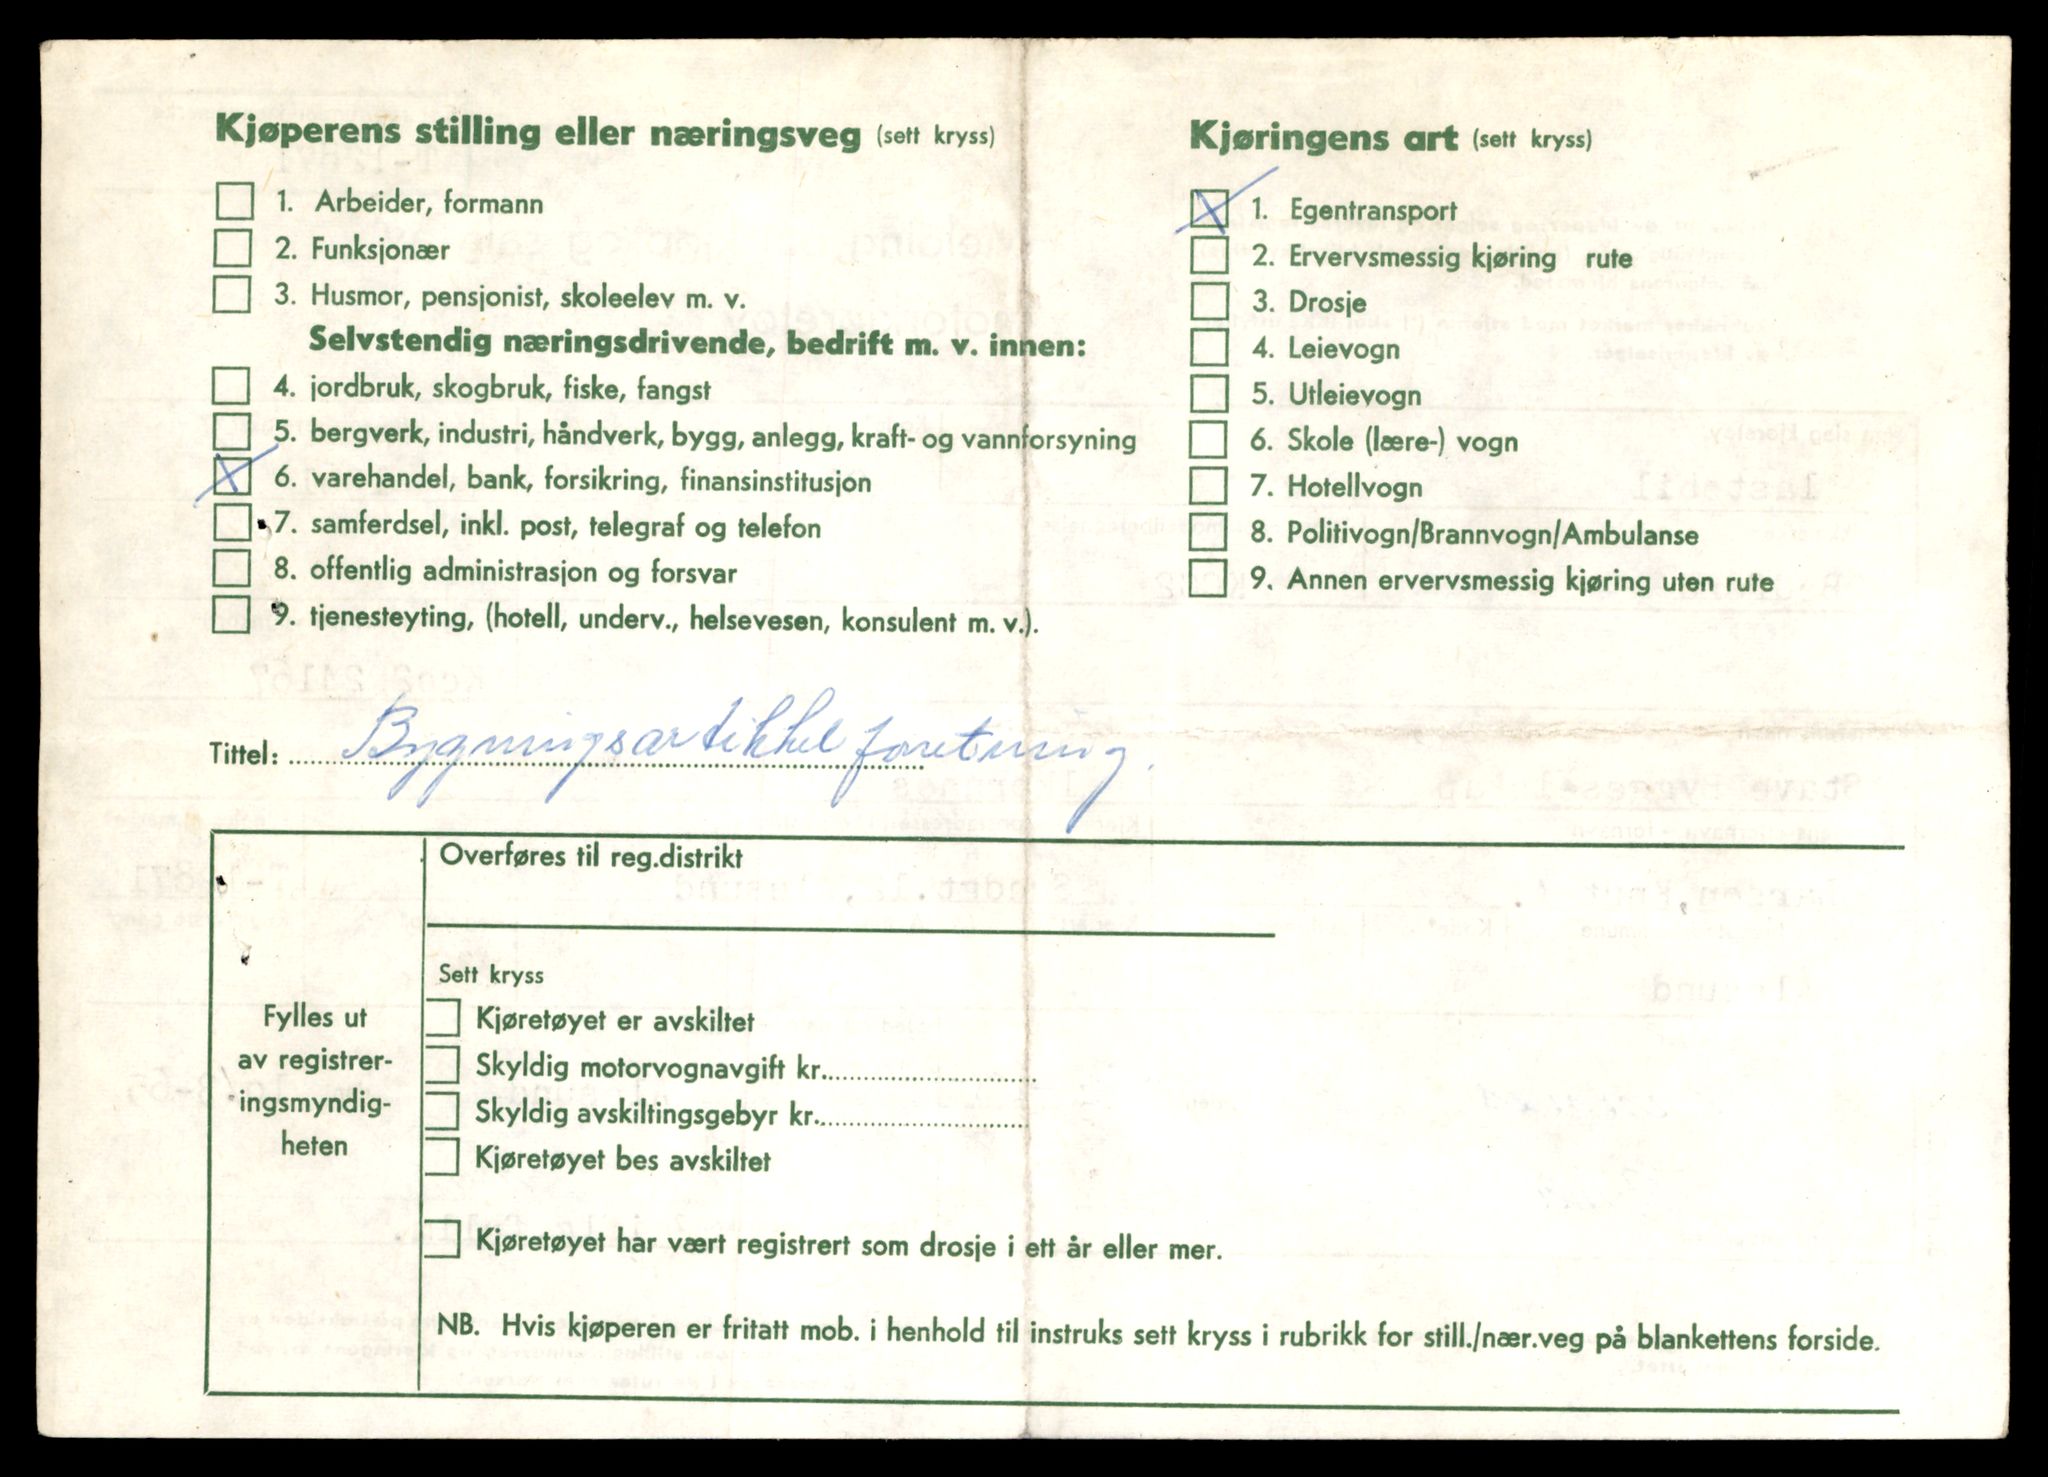 Kjøperens stilling eller næringsveg (sett kryss)
1. Arbeider, formann
2. Funksjonær
3. Husmor, pensjonist, skoleelev m. v.
Selvstendig næringsdrivende, bedrift m. v. innen:
4. jordbruk, skogbruk, fiske, fangst
5. bergverk, industri, håndverk, bygg, anlegg, kraft- og vannforsyning
6. varehandel, bank, forsikring, finansinstitusjon
7. samferdsel, inkl. post, telegraf og telefon
8. offentlig administrasjon og forsvar
9. tjenesteyting, (hotell, underv., helsevesen, konsulent m. v.).
Kjøringens art (sett kryss)
1. Egentransport
2. Ervervsmessig kjøring rute
3. Drosje
4. Leievogn
5. Utleievogn
6. Skole (lære-) vogn
7. Hotellvogn
8. Politivogn/Brannvogn/Ambulanse
9. Annen ervervsmessig kjøring uten rute
Tittel: Bygningsartikkel forretning.
Fylles ut
av registrer-
ingsmyndig-
heten
Overføres til reg.distrikt
Sett kryss
Kjøretøyet er avskiltet
Skyldig motorvognavgift kr.
Skyldig avskiltingsgebyr kr.
Kjøretøyet bes avskiltet
Kjøretøyet har vært registrert som drosje i ett år eller mer.
NB. Hvis kjøperen er fritatt mob. i henhold til instruks sett kryss i rubrikk for still./nær.veg på blankettens forside.